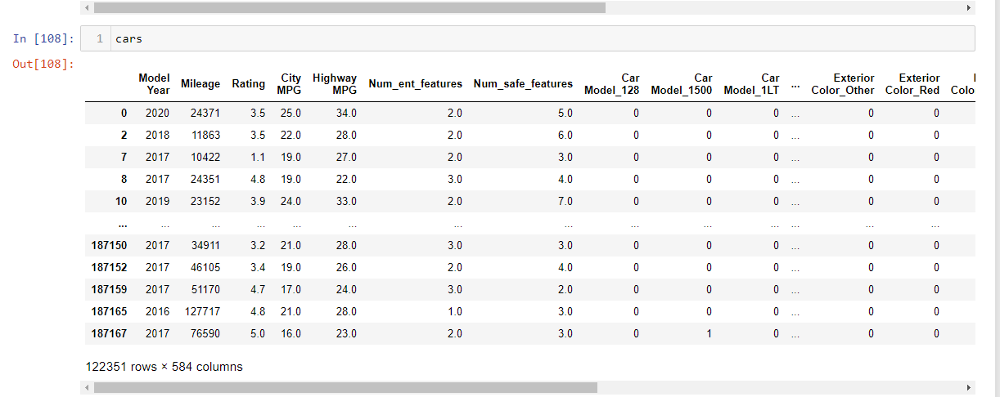 In [108]: 1 cars
Out[108]:
Model Year Mileage Rating City MPG Highway MPG Num_ent_features Num_safe_features Car Model_128 Car Model_1500 Car Model_1LT ... Exterior Color_Other Exterior Color_Red Colo
0 2020 24371 3.5 25.0 34.0 2.0 5.0 0 0 0 ... 0 0
2 2018 11863 3.5 22.0 28.0 2.0 6.0 0 0 0 ... 0 0
7 2017 10422 1.1 19.0 27.0 2.0 3.0 0 0 0 ... 0 0
8 2017 24351 4.8 19.0 22.0 3.0 4.0 0 0 0 ... 0 0
10 2019 23152 3.9 24.0 33.0 2.0 7.0 0 0 0 ... 0 0
... ... ... ... ... ... ... ... ... ... ... ... ... ...
187150 2017 34911 3.2 21.0 28.0 3.0 3.0 0 0 0 ... 0 0
187152 2017 46105 3.4 19.0 26.0 2.0 4.0 0 0 0 ... 0 0
187159 2017 51170 4.7 17.0 24.0 3.0 2.0 0 0 0 ... 0 0
187165 2016 127717 4.8 21.0 28.0 1.0 3.0 0 0 0 ... 0 0
187167 2017 76590 5.0 16.0 23.0 2.0 3.0 0 1 0 ... 0 0
122351 rows × 584 columns